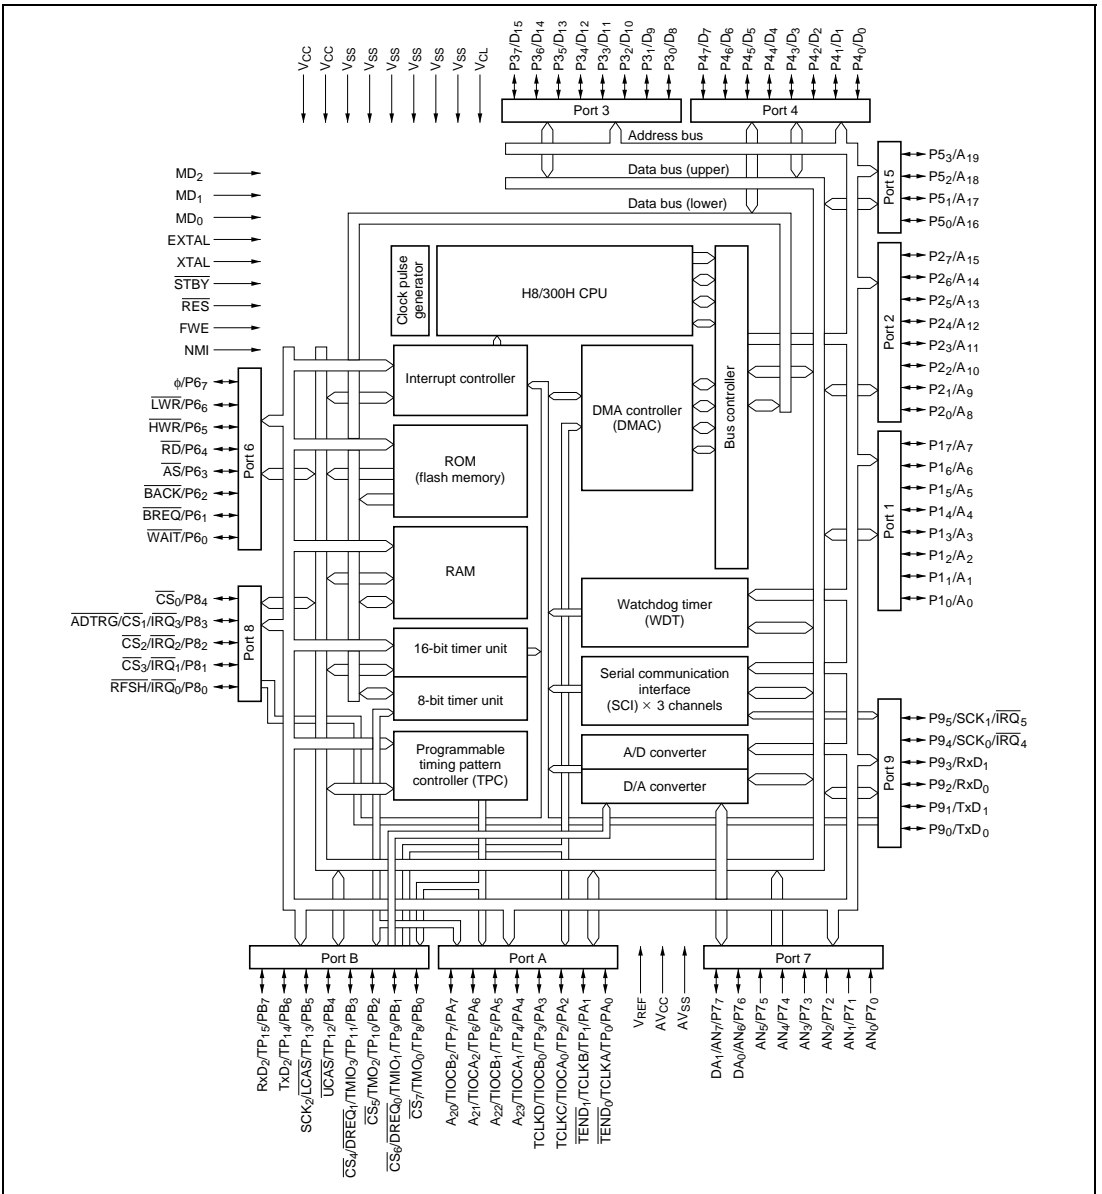 VCC
VCC
VSS
VSS
VSS
VSS
VSS
VSS
VCL
P37/D15
P36/D14
P35/D13
P34/D12
P33/D11
P32/D10
P31/D9
P30/D8
P47/D7
P46/D6
P45/D5
P44/D4
P43/D3
P42/D2
P41/D1
P40/D0
Port 3
Port 4
Address bus
Data bus (upper)
Data bus (lower)
MD2
MD1
MD0
EXTAL
XTAL
STBY
RES
FWE
NMI
Port 5
P53/A19
P52/A18
P51/A17
P50/A16
Clock pulse
generator
H8/300H CPU
Bus controller
Port 2
P27/A15
P26/A14
P25/A13
P24/A12
P23/A11
P22/A10
P21/A9
P20/A8
Interrupt controller
DMA controller
(DMAC)
ϕ/P67
LWR/P66
HWR/P65
RD/P64
AS/P63
BACK/P62
BREQ/P61
WAIT/P60
Port 6
ROM
(flash memory)
RAM
Port 1
P17/A7
P16/A6
P15/A5
P14/A4
P13/A3
P12/A2
P11/A1
P10/A0
CS0/P84
ADTRG/CS1/IRQ3/P83
CS2/IRQ2/P82
CS3/IRQ1/P81
RFSH/IRQ0/P80
Port 8
16-bit timer unit
8-bit timer unit
Watchdog timer
(WDT)
Serial communication
interface
(SCI) × 3 channels
Programmable
timing pattern
controller (TPC)
A/D converter
D/A converter
Port 9
P95/SCK1/IRQ5
P94/SCK0/IRQ4
P93/RxD1
P92/RxD0
P91/TxD1
P90/TxD0
Port B
Port A
Port 7
RxD2/TP15/PB7
TxD2/TP14/PB6
SCK2/LCAS/TP13/PB5
UCAS/TP12/PB4
CS4/DREQ1/TMIO3/TP11/PB3
CS5/TMO2/TP10/PB2
CS6/DREQ0/TMIO1/TP9/PB1
CS7/TMO0/TP8/PB0
A20/TIOCB2/TP7/PA7
A21/TIOCA2/TP6/PA6
A22/TIOCB1/TP5/PA5
A23/TIOCA1/TP4/PA4
TCLKD/TIOCB0/TP3/PA3
TCLKC/TIOCA0/TP2/PA2
TEND1/TCLKB/TP1/PA1
TEND0/TCLKA/TP0/PA0
VREF
AVCC
AVSS
DA1/AN7/P77
DA0/AN6/P76
AN5/P75
AN4/P74
AN3/P73
AN2/P72
AN1/P71
AN0/P70